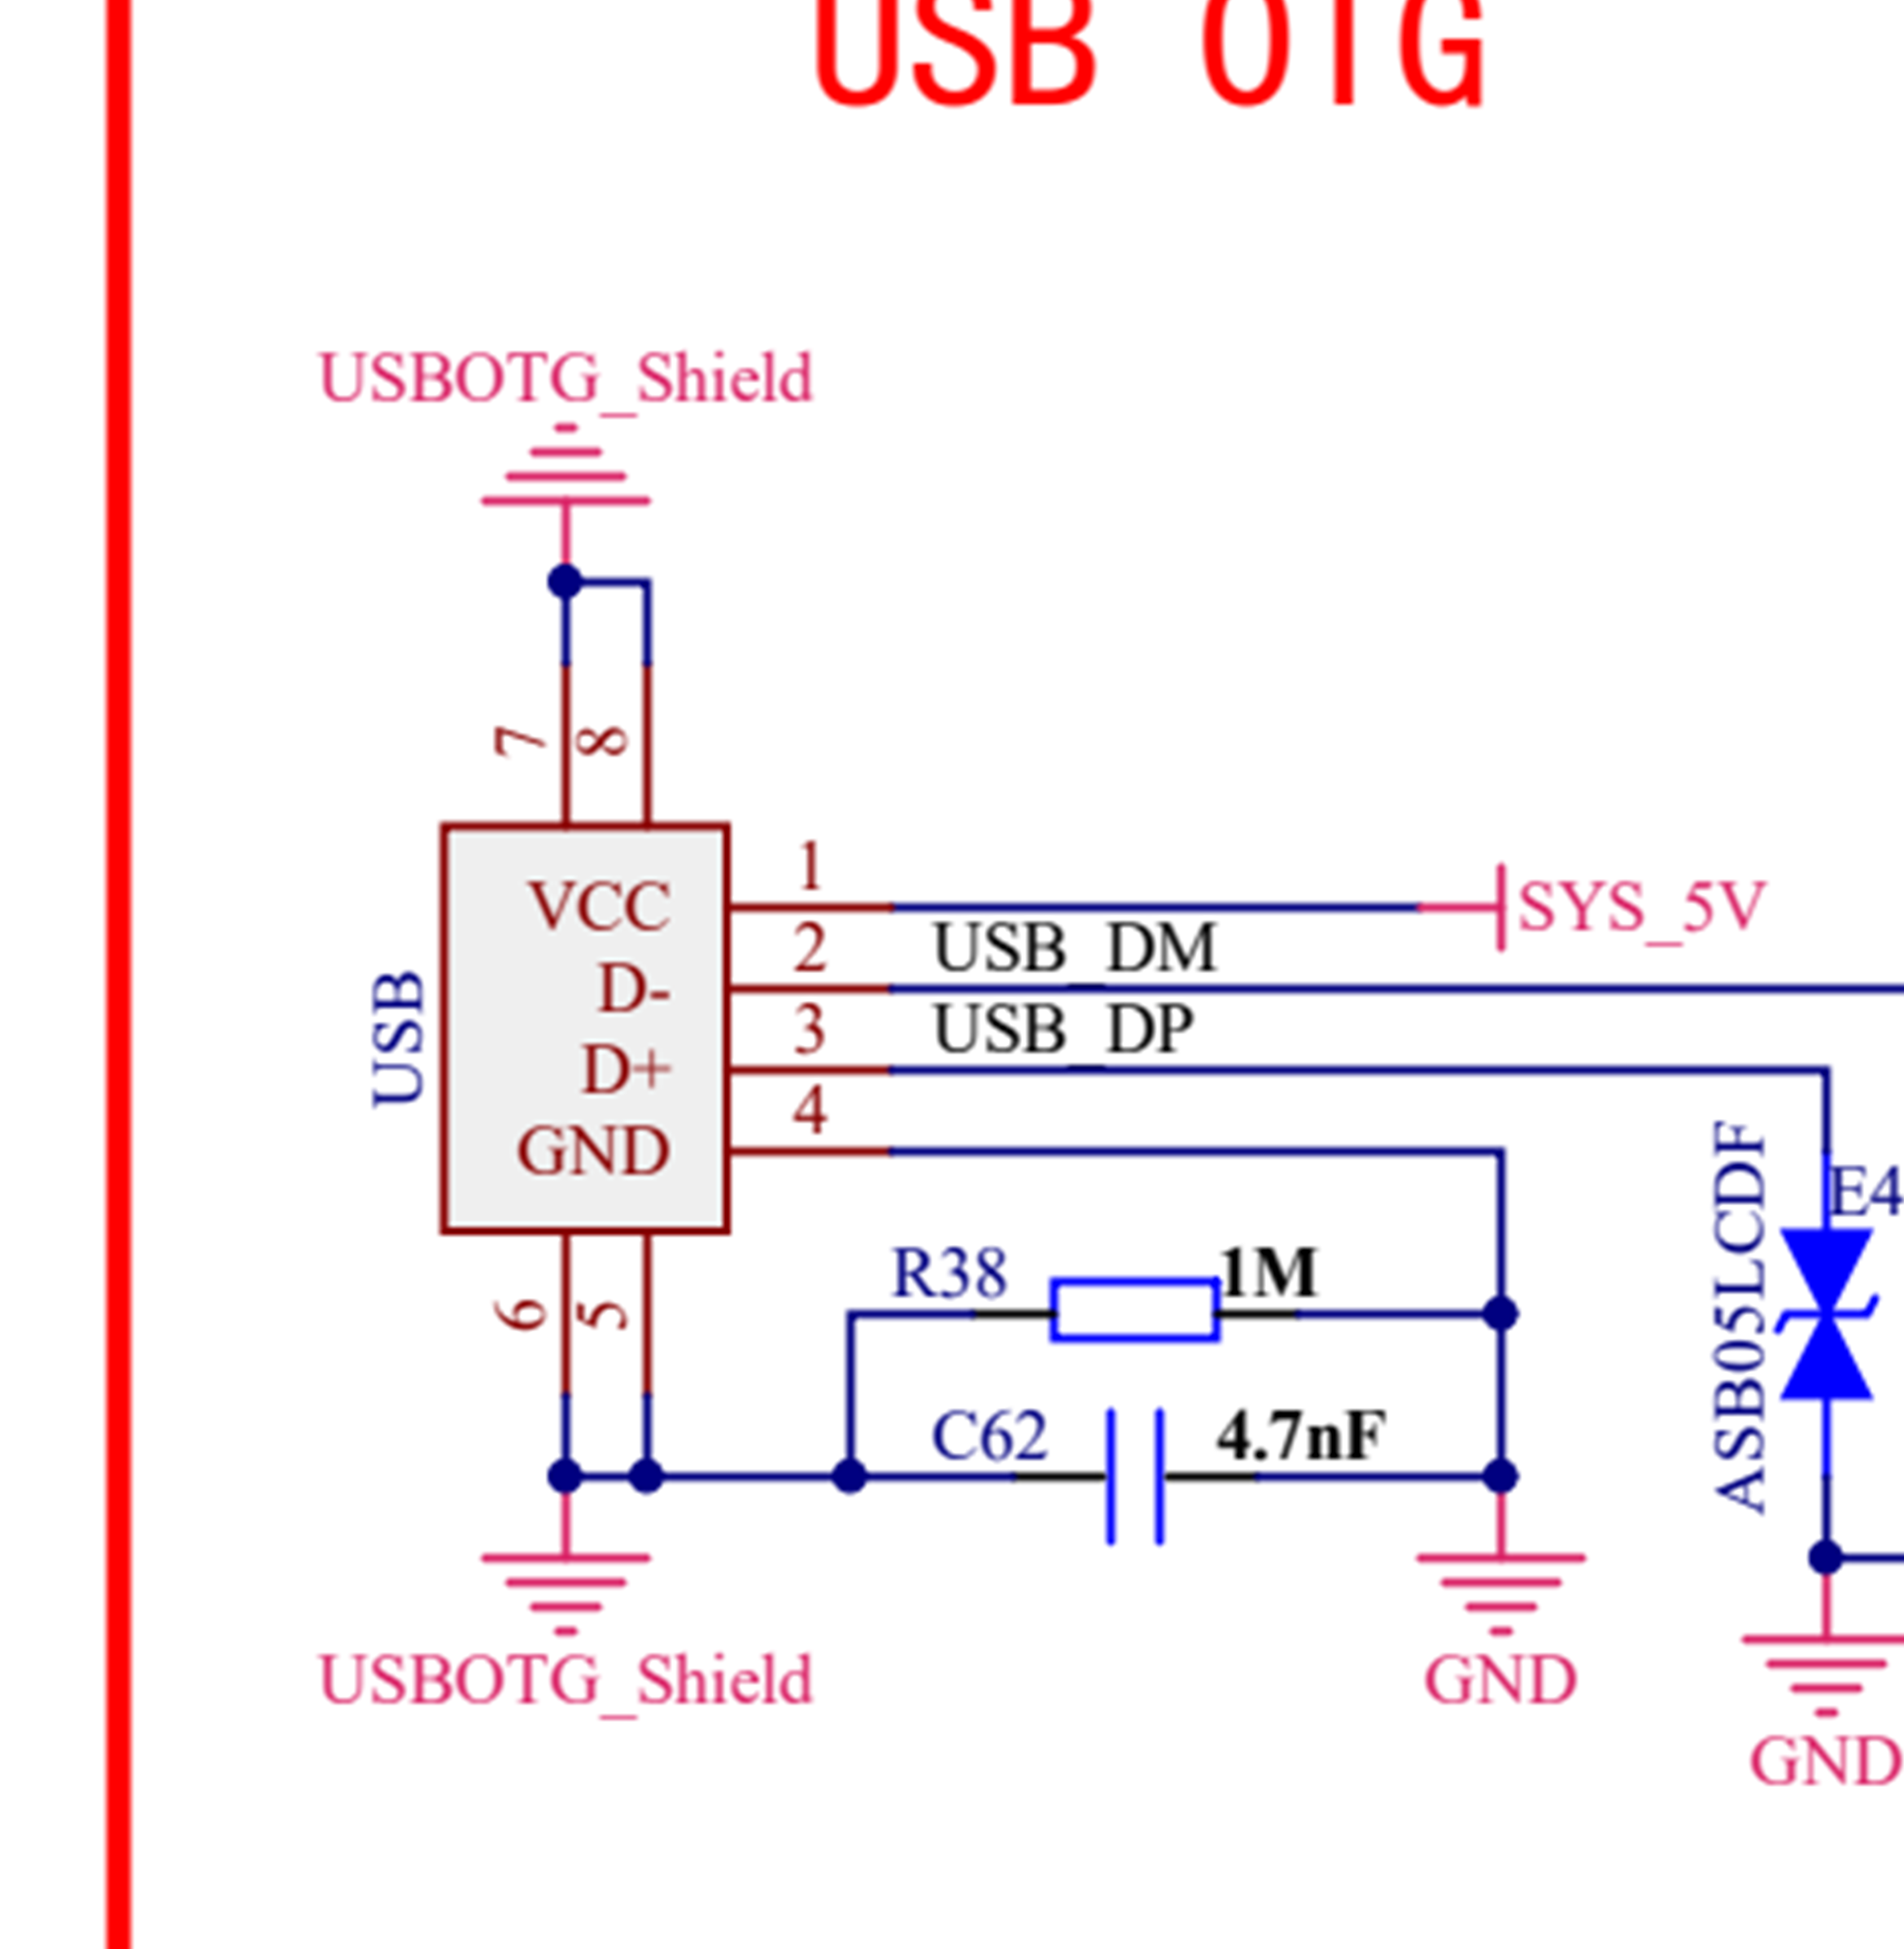 USB OTG
USBOTG_Shield
7
8
1
VCC
SYS_5V
2
USB_DM
D-
3
USB_DP
D+
USB
4
GND
E4
ASB05LCDF
6
5
R38
1M
C62
4.7nF
USBOTG_Shield
GND
GND